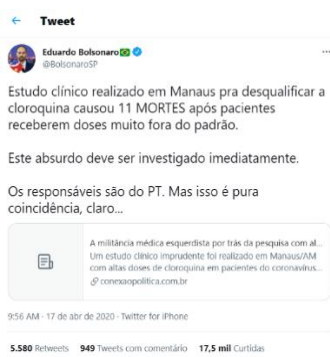 Tweet
Eduardo Bolsonaro
@BolsonaroSP
Estudo clínico realizado em Manaus pra desqualificar a
cloroquina causou 11 MORTES após pacientes
receberem doses muito fora do padrão.
Este absurdo deve ser investigado imediatamente.
Os responsáveis são do PT. Mas isso é pura
coincidência, claro...
A militância médica esquerdista por trás da pesquisa com al...
Um estudo clínico imprudente foi realizado em Manaus/AM
com altas doses de cloroquina em pacientes do coronavírus...
conexaopolitica.com.br
9:56 AM · 17 de abr de 2020 · Twitter for iPhone
5.580 Retweets 949 Tweets com comentário 17,5 mil Curtidas